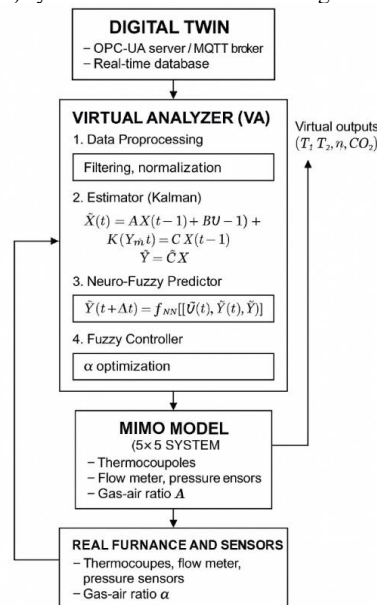 DIGITAL TWIN
– OPC-UA server / MQTT broker
– Real-time database
VIRTUAL ANALYZER (VA)
1. Data Proprocessing
Filtering, normalization
2. Estimator (Kalman)
X̃(t) = AX(t−1) + BU − 1) +
K(Y_m̄ t) = C X(t−1)
Ỹ = C̃ X
3. Neuro-Fuzzy Predictor
Ỹ(t+Δt) = f_NN[[Ũ(t), Ỹ(t), Ỹ)]
4. Fuzzy Controller
α optimization
Virtual outputs
(T₁ T₂, n, CO₂)
MIMO MODEL
(5×5 SYSTEM
– Thermocoupoles
– Flow meter, pressure ensors
– Gas-air ratio A
REAL FURNANCE AND SENSORS
– Thermocoupes, flow meter,
pressure sensors
– Gas-air ratio α